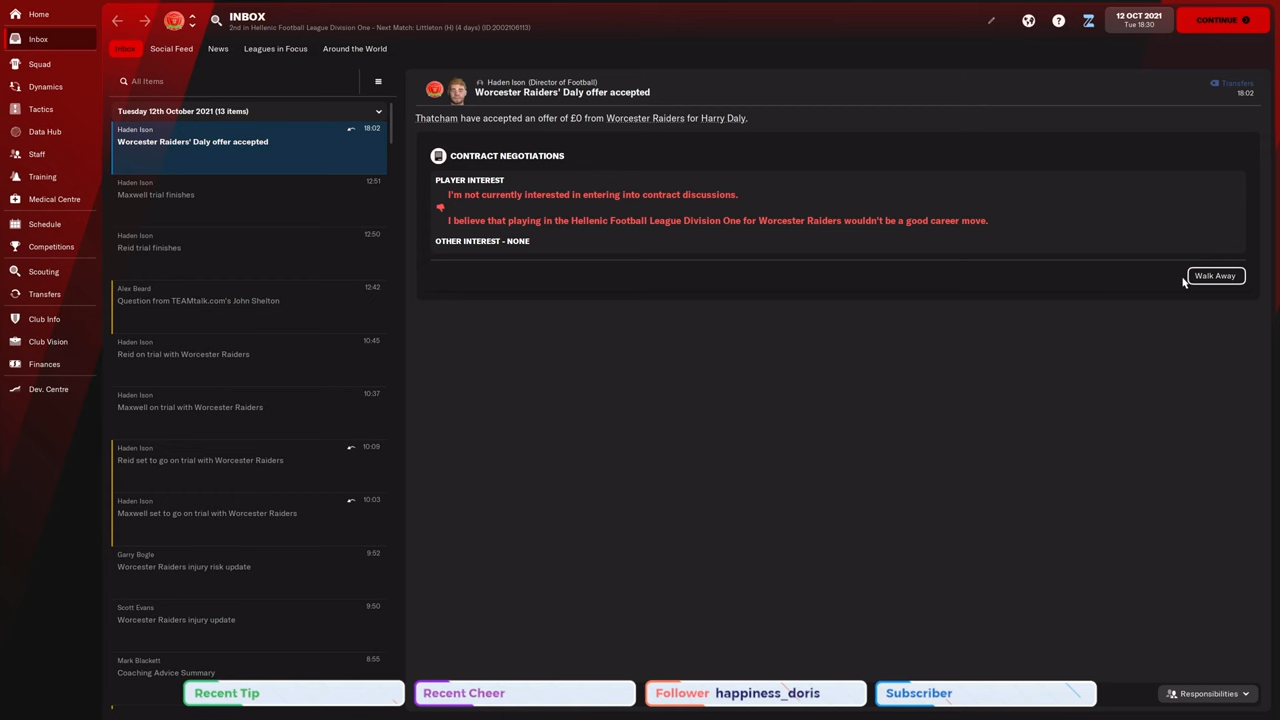 Home
Inbox
Squad
Dynamics
Tactics
Data Hub
Staff
Training
Medical Centre
Schedule
Competitions
Scouting
Transfers
Club Info
Club Vision
Finances
Dev. Centre
INBOX
2nd in Hellenic Football League Division One - Next Match: Littleton (H) (4 days) (ID:2002106113)
12 OCT 2021
Tue 18:30
CONTINUE
Inbox
Social Feed
News
Leagues in Focus
Around the World
All Items
Tuesday 12th October 2021 (13 items)
Haden Ison 18:02
Worcester Raiders' Daly offer accepted
Haden Ison 12:51
Maxwell trial finishes
Haden Ison 12:50
Reid trial finishes
Alex Beard 12:42
Question from TEAMtalk.com's John Shelton
Haden Ison 10:45
Reid on trial with Worcester Raiders
Haden Ison 10:37
Maxwell on trial with Worcester Raiders
Haden Ison 10:09
Reid set to go on trial with Worcester Raiders
Haden Ison 10:03
Maxwell set to go on trial with Worcester Raiders
Garry Bogle 9:52
Worcester Raiders injury risk update
Scott Evans 9:50
Worcester Raiders injury update
Mark Blackett 8:55
Coaching Advice Summary
Haden Ison (Director of Football)
Worcester Raiders' Daly offer accepted
Transfers
18:02
Thatcham have accepted an offer of £0 from Worcester Raiders for Harry Daly.
CONTRACT NEGOTIATIONS
PLAYER INTEREST
I'm not currently interested in entering into contract discussions.
I believe that playing in the Hellenic Football League Division One for Worcester Raiders wouldn't be a good career move.
OTHER INTEREST - NONE
Walk Away
Recent Tip
Recent Cheer
Follower happiness_doris
Subscriber
Responsibilities